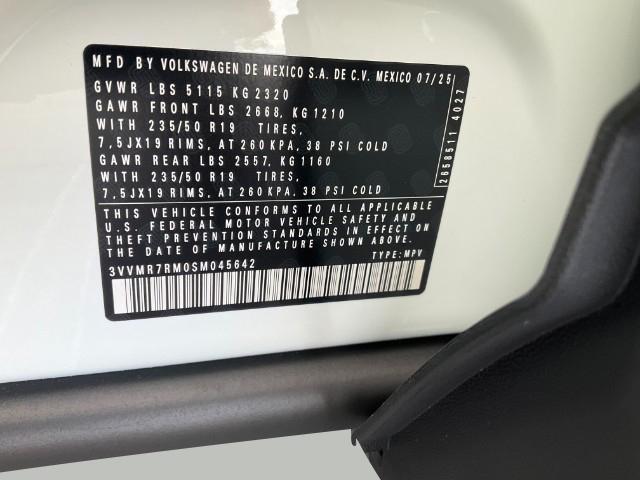 MFD BY VOLKSWAGEN DE MEXICO S.A. DE C.V. MEXICO 07/25
GVWR LBS 5115 KG 2320
GAWR FRONT LBS 2668, KG 1210
WITH 235/50 R19 TIRES,
7,5JX19 RIMS, AT 260 KPA, 38 PSI COLD
GAWR REAR LBS 2557, KG 1160
WITH 235/50 R19 TIRES,
7,5JX19 RIMS, AT 260 KPA, 38 PSI COLD
THIS VEHICLE CONFORMS TO ALL APPLICABLE
U.S. FEDERAL MOTOR VEHICLE SAFETY AND
THEFT PREVENTION STANDARDS IN EFFECT ON
THE DATE OF MANUFACTURE SHOWN ABOVE.
3VVMR7RM0SM045642 TYPE:MPV
2658511 4027